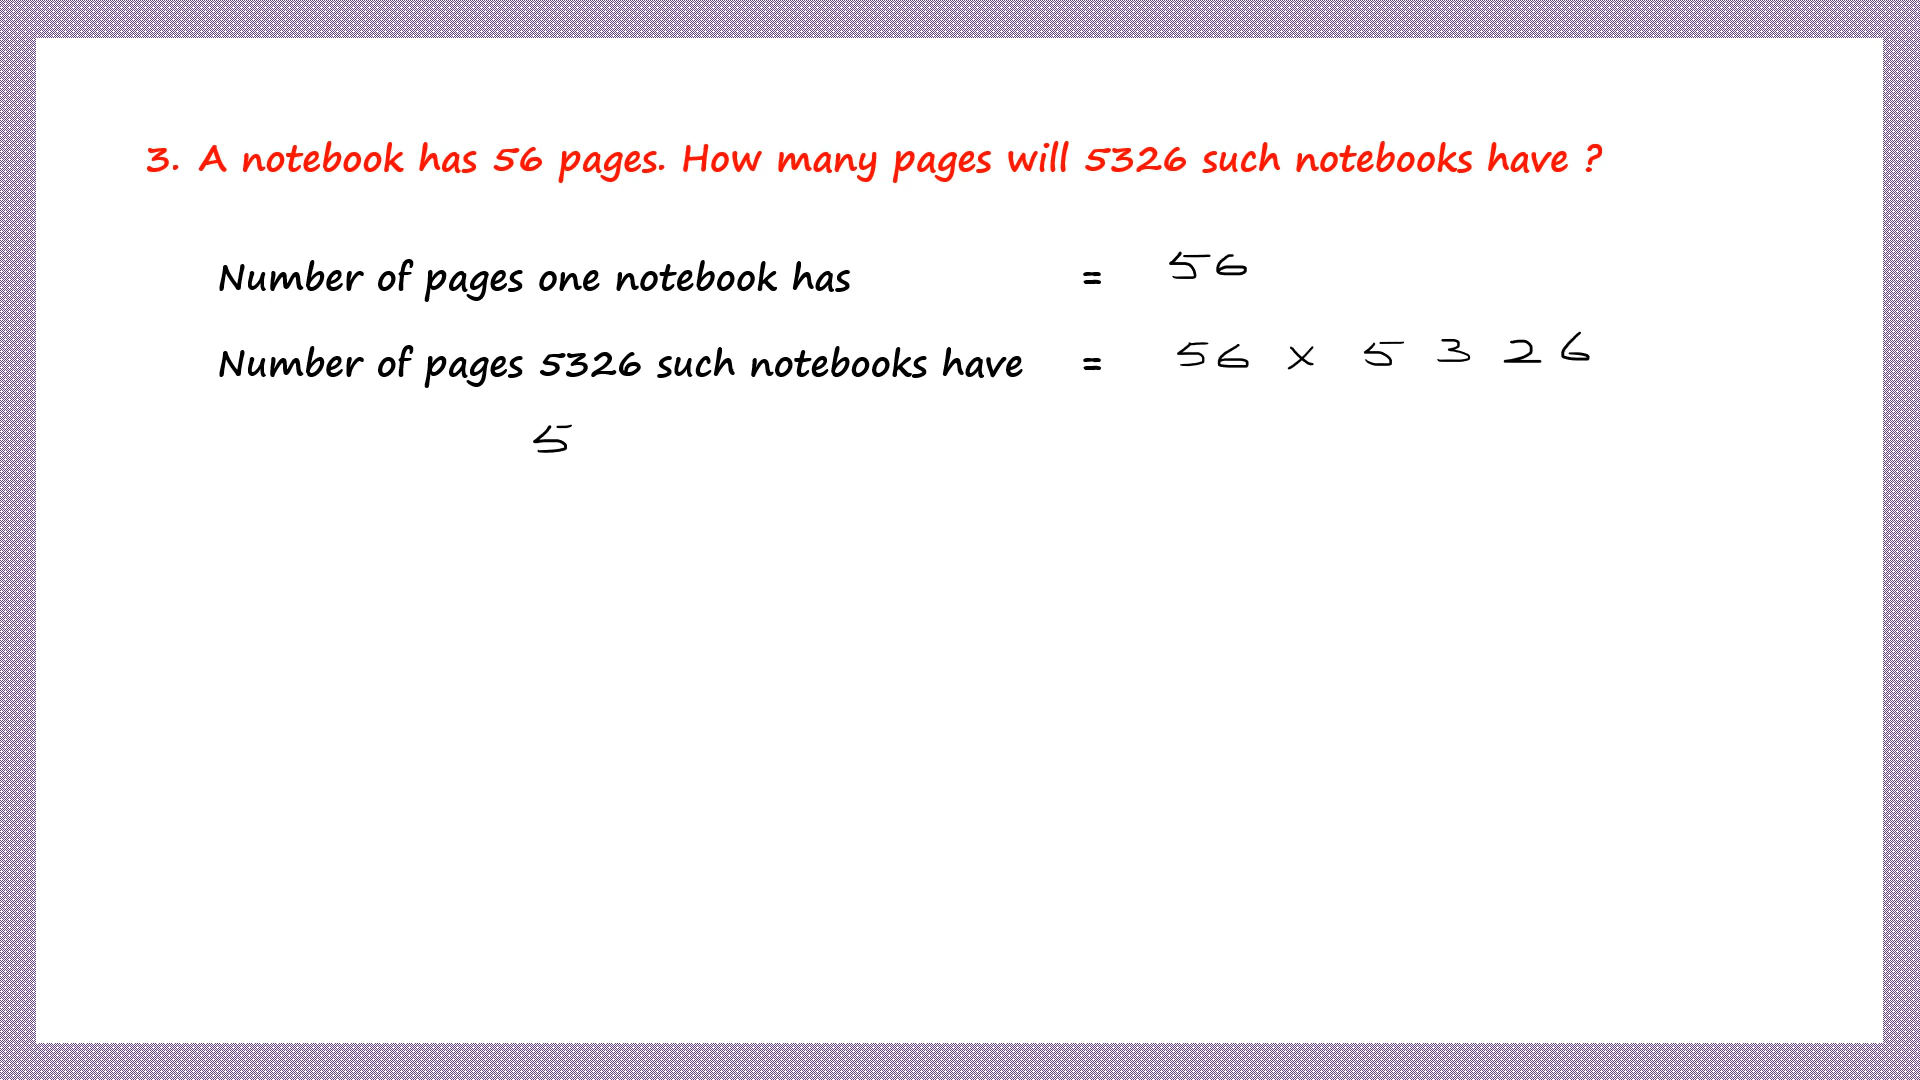 3. A notebook has 56 pages. How many pages will 5326 such notebooks have ?
Number of pages one notebook has = 56
Number of pages 5326 such notebooks have = 56 × 5 3 2 6
5